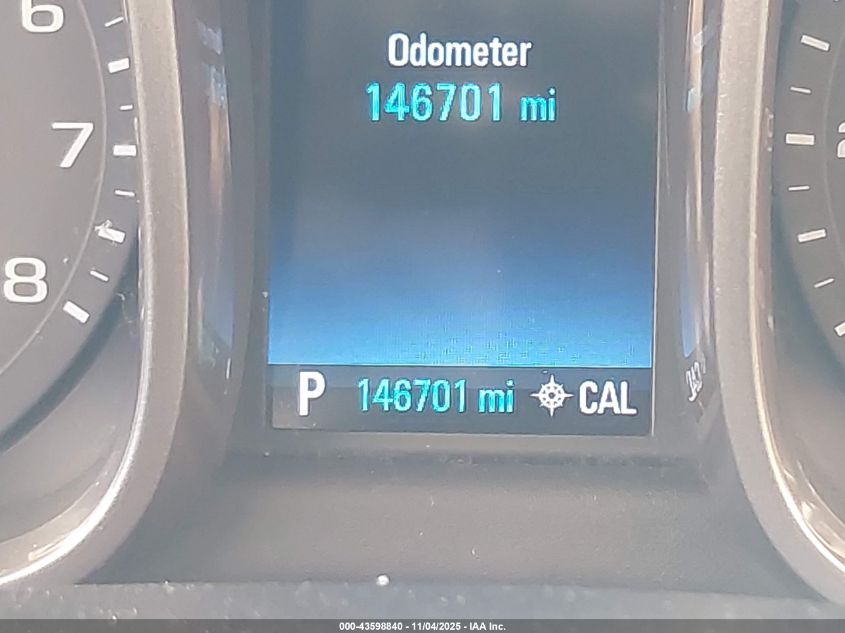 6
7
8
Odometer
146701 mi
P 146701 mi CAL
000-43598840 - 11/04/2025 - IAA Inc.